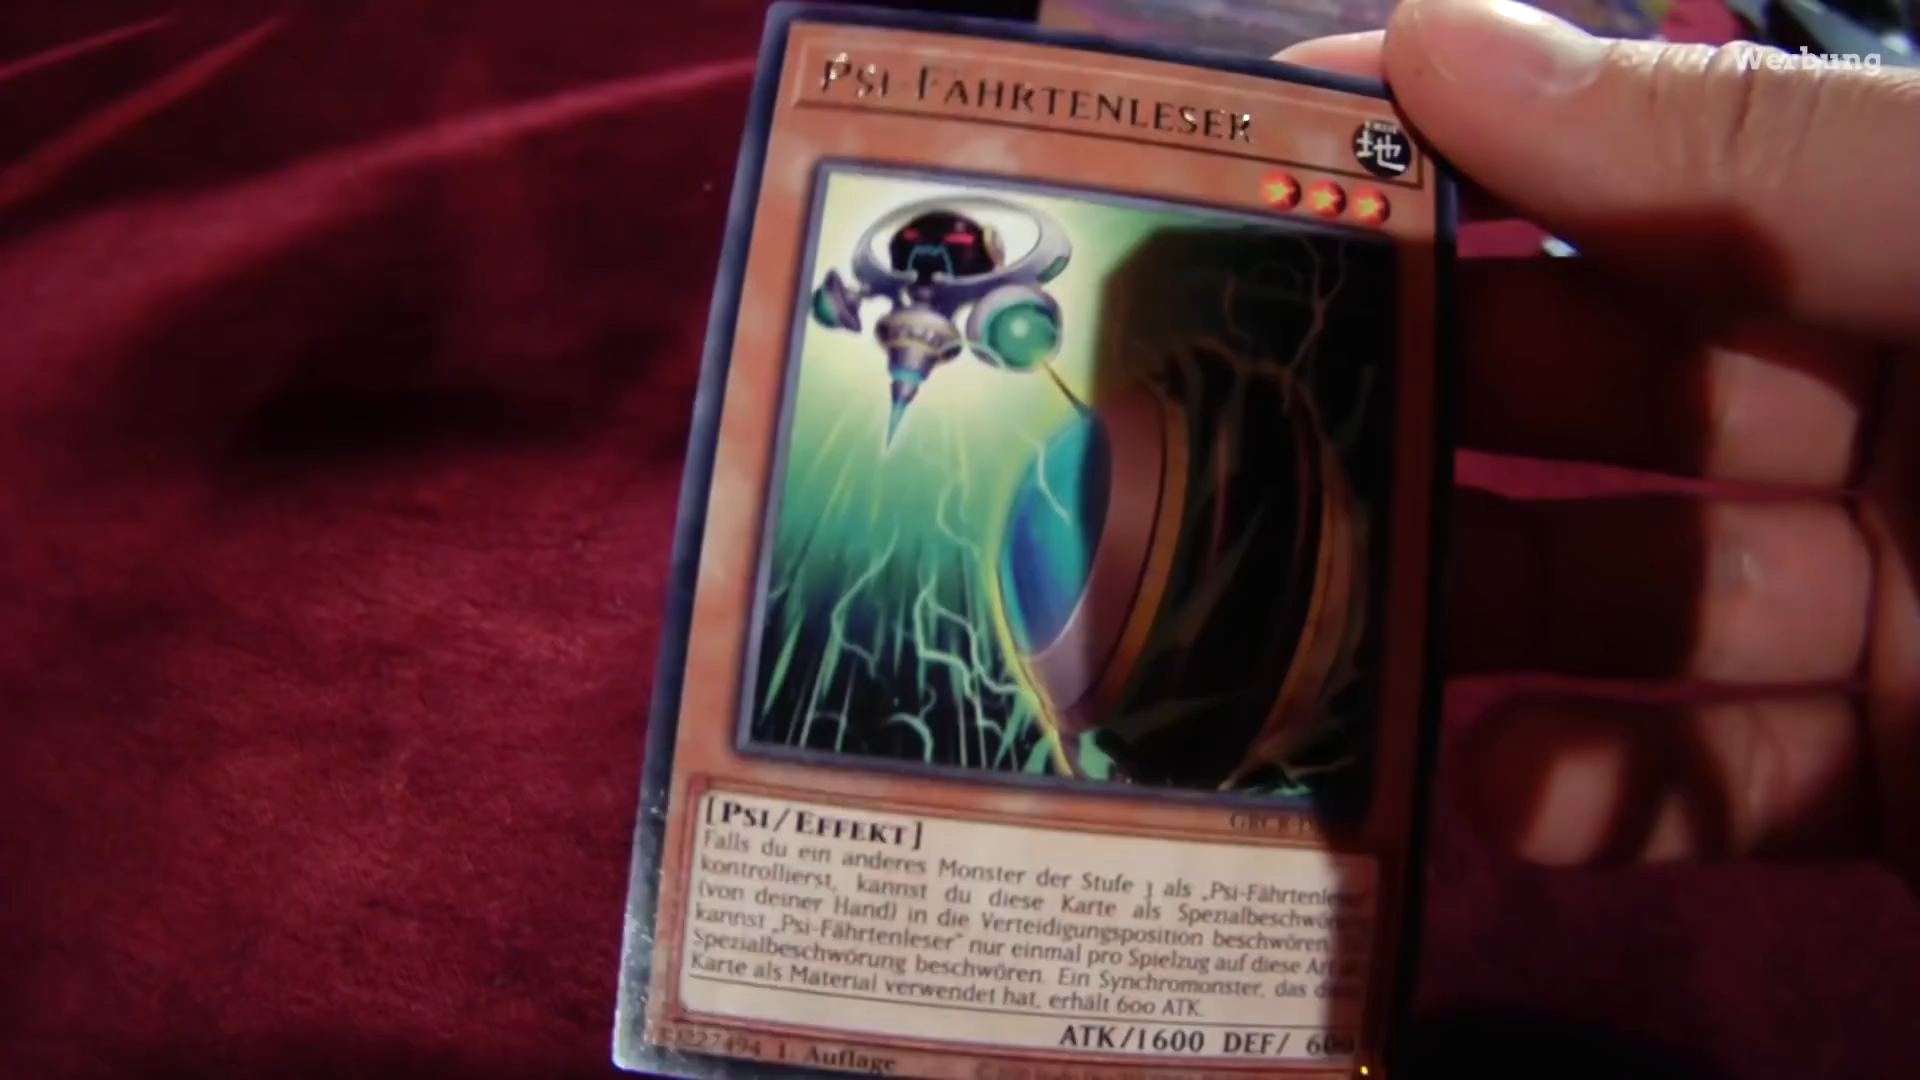 Werbung
PSI-FÄHRTENLESER
地
[PSI/EFFEKT]
Falls du ein anderes Monster der Stufe 3 als „Psi-Fährtenle
kontrollierst, kannst du diese Karte als Spezialbeschwö
(von deiner Hand) in die Verteidigungsposition beschwören.
kannst „Psi-Fährtenleser“ nur einmal pro Spielzug auf diese Art
Spezialbeschwörung beschwören. Ein Synchromonster, das
Karte als Material verwendet hat, erhält 600 ATK.
ATK/1600 DEF/ 600
1. Auflage